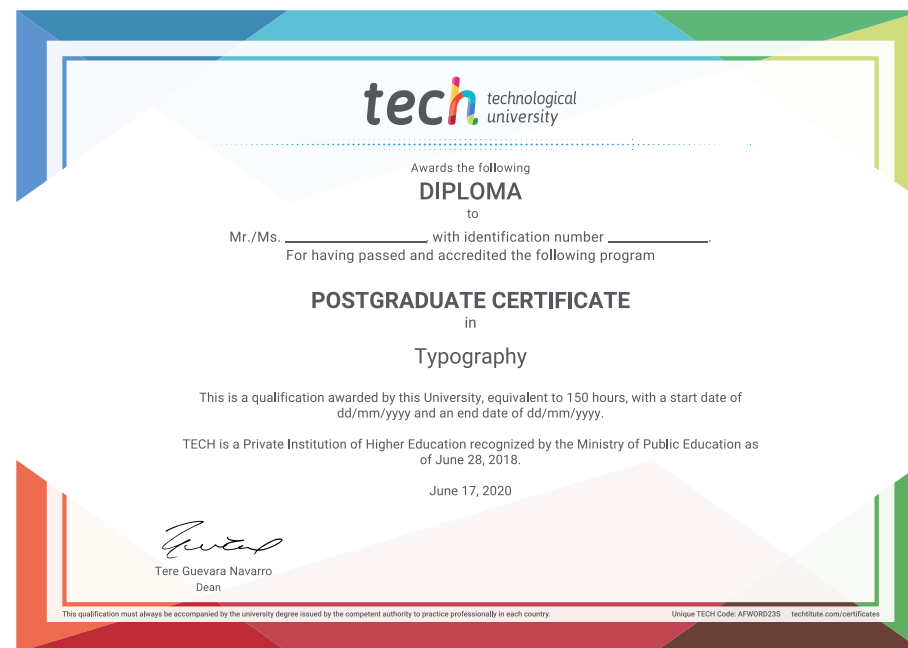 tech technological
university
Awards the following
DIPLOMA
to
Mr./Ms. ____________, with identification number ____________.
For having passed and accredited the following program
POSTGRADUATE CERTIFICATE
in
Typography
This is a qualification awarded by this University, equivalent to 150 hours, with a start date of
dd/mm/yyyy and an end date of dd/mm/yyyy.
TECH is a Private Institution of Higher Education recognized by the Ministry of Public Education as
of June 28, 2018.
June 17, 2020
Tere Guevara Navarro
Dean
This qualification must always be accompanied by the university degree issued by the competent authority to practice professionally in each country. Unique TECH Code: AFWORD23S techtitute.com/certificates